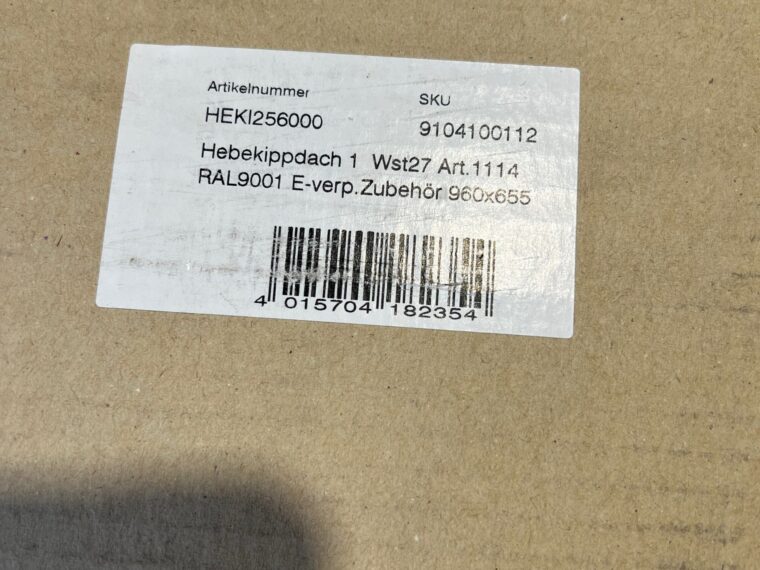 Artikelnummer
SKU
HEKI256000
9104100112
Hebekippdach 1 Wst27 Art.1114
RAL9001 E-verp.Zubehör 960x655
4 015704 182354